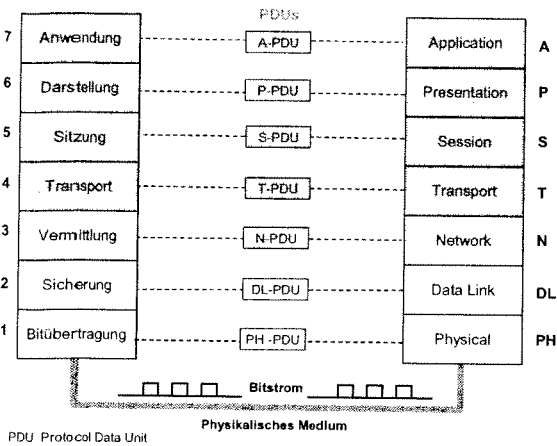 PDUs
7 Anwendung A-PDU Application A
6 Darstellung P-PDU Presentation P
5 Sitzung S-PDU Session S
4 Transport T-PDU Transport T
3 Vermittlung N-PDU Network N
2 Sicherung DL-PDU Data Link DL
1 Bitübertragung PH-PDU Physical PH
Bitstrom
Physikalisches Medium
PDU Protocol Data Unit